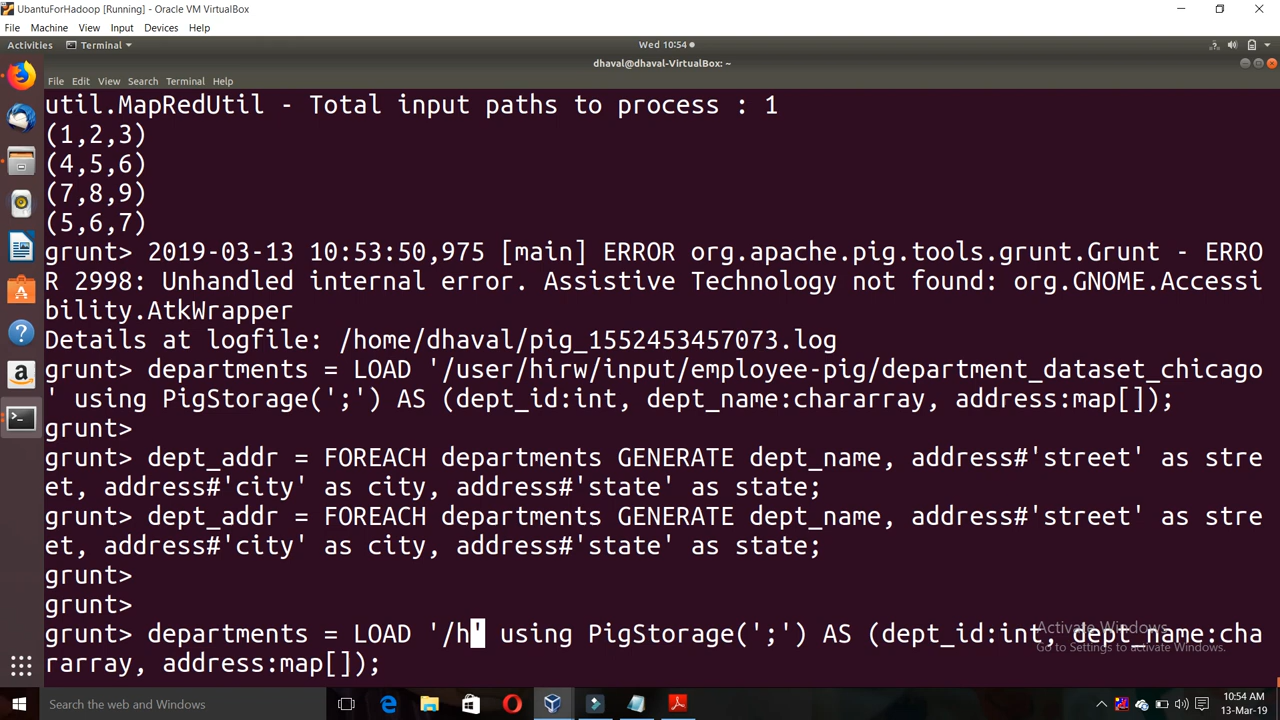 UbantuForHadoop [Running] - Oracle VM VirtualBox
File Machine View Input Devices Help
Activities Terminal Wed 10:54
dhaval@dhaval-VirtualBox: ~
File Edit View Search Terminal Help
util.MapRedUtil - Total input paths to process : 1
(1,2,3)
(4,5,6)
(7,8,9)
(5,6,7)
grunt> 2019-03-13 10:53:50,975 [main] ERROR org.apache.pig.tools.grunt.Grunt - ERRO
R 2998: Unhandled internal error. Assistive Technology not found: org.GNOME.Accessi
bility.AtkWrapper
Details at logfile: /home/dhaval/pig_1552453457073.log
grunt> departments = LOAD '/user/hirw/input/employee-pig/department_dataset_chicago
' using PigStorage(';') AS (dept_id:int, dept_name:chararray, address:map[]);
grunt>
grunt> dept_addr = FOREACH departments GENERATE dept_name, address#'street' as stre
et, address#'city' as city, address#'state' as state;
grunt> dept_addr = FOREACH departments GENERATE dept_name, address#'street' as stre
et, address#'city' as city, address#'state' as state;
grunt>
grunt>
grunt> departments = LOAD '/h' using PigStorage(';') AS (dept_id:int, dept_name:cha
rarray, address:map[]);
Activate Windows
Go to Settings to activate Windows.
Search the web and Windows
10:54 AM
13-Mar-19